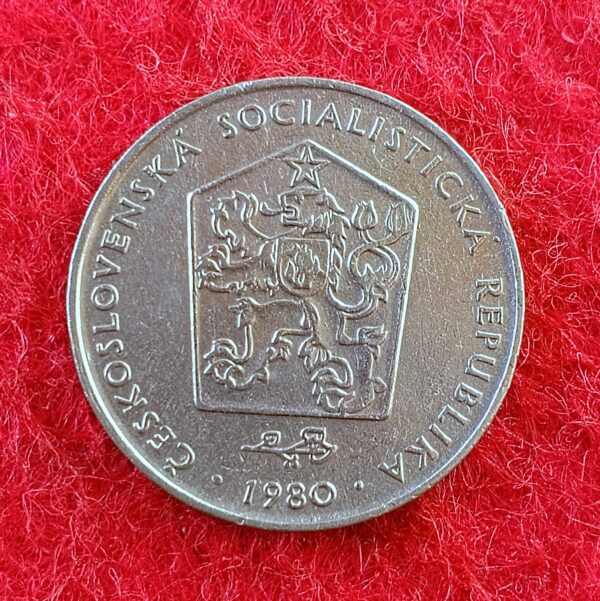 ČESKOSLOVENSKÁ SOCIALISTICKÁ REPUBLIKA
· 1980 ·